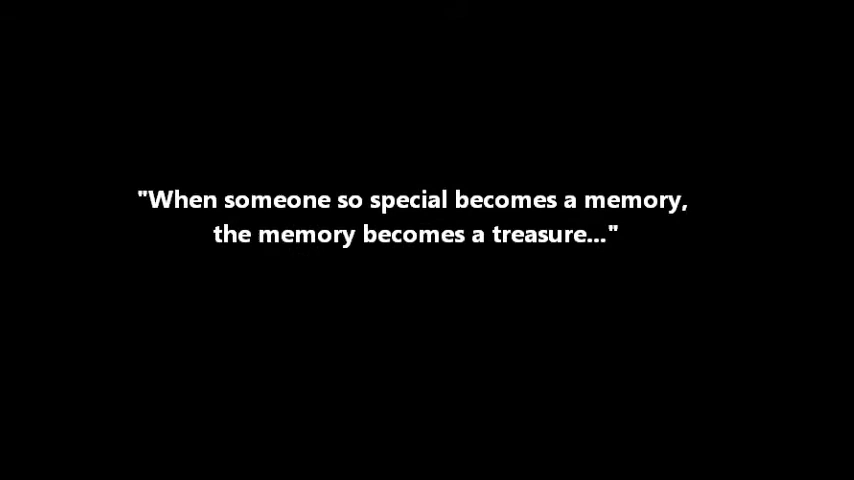 "When someone so special becomes a memory,
the memory becomes a treasure..."